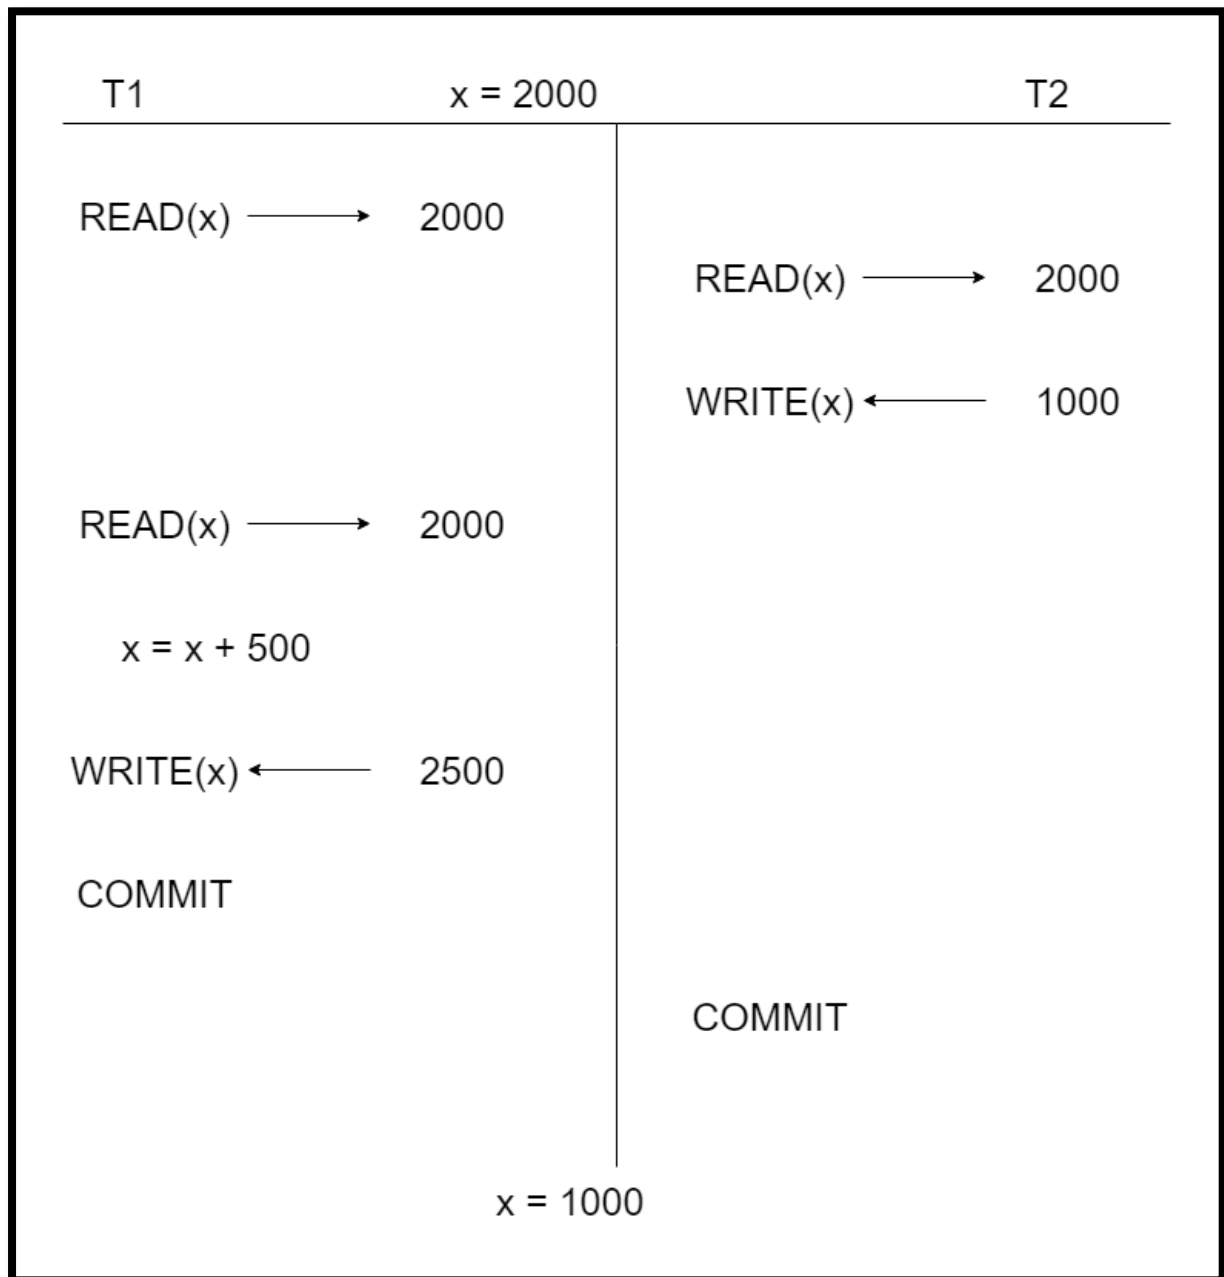 T1 x = 2000 T2
READ(x) 2000
READ(x) 2000
WRITE(x) 1000
READ(x) 2000
x = x + 500
WRITE(x) 2500
COMMIT
COMMIT
x = 1000